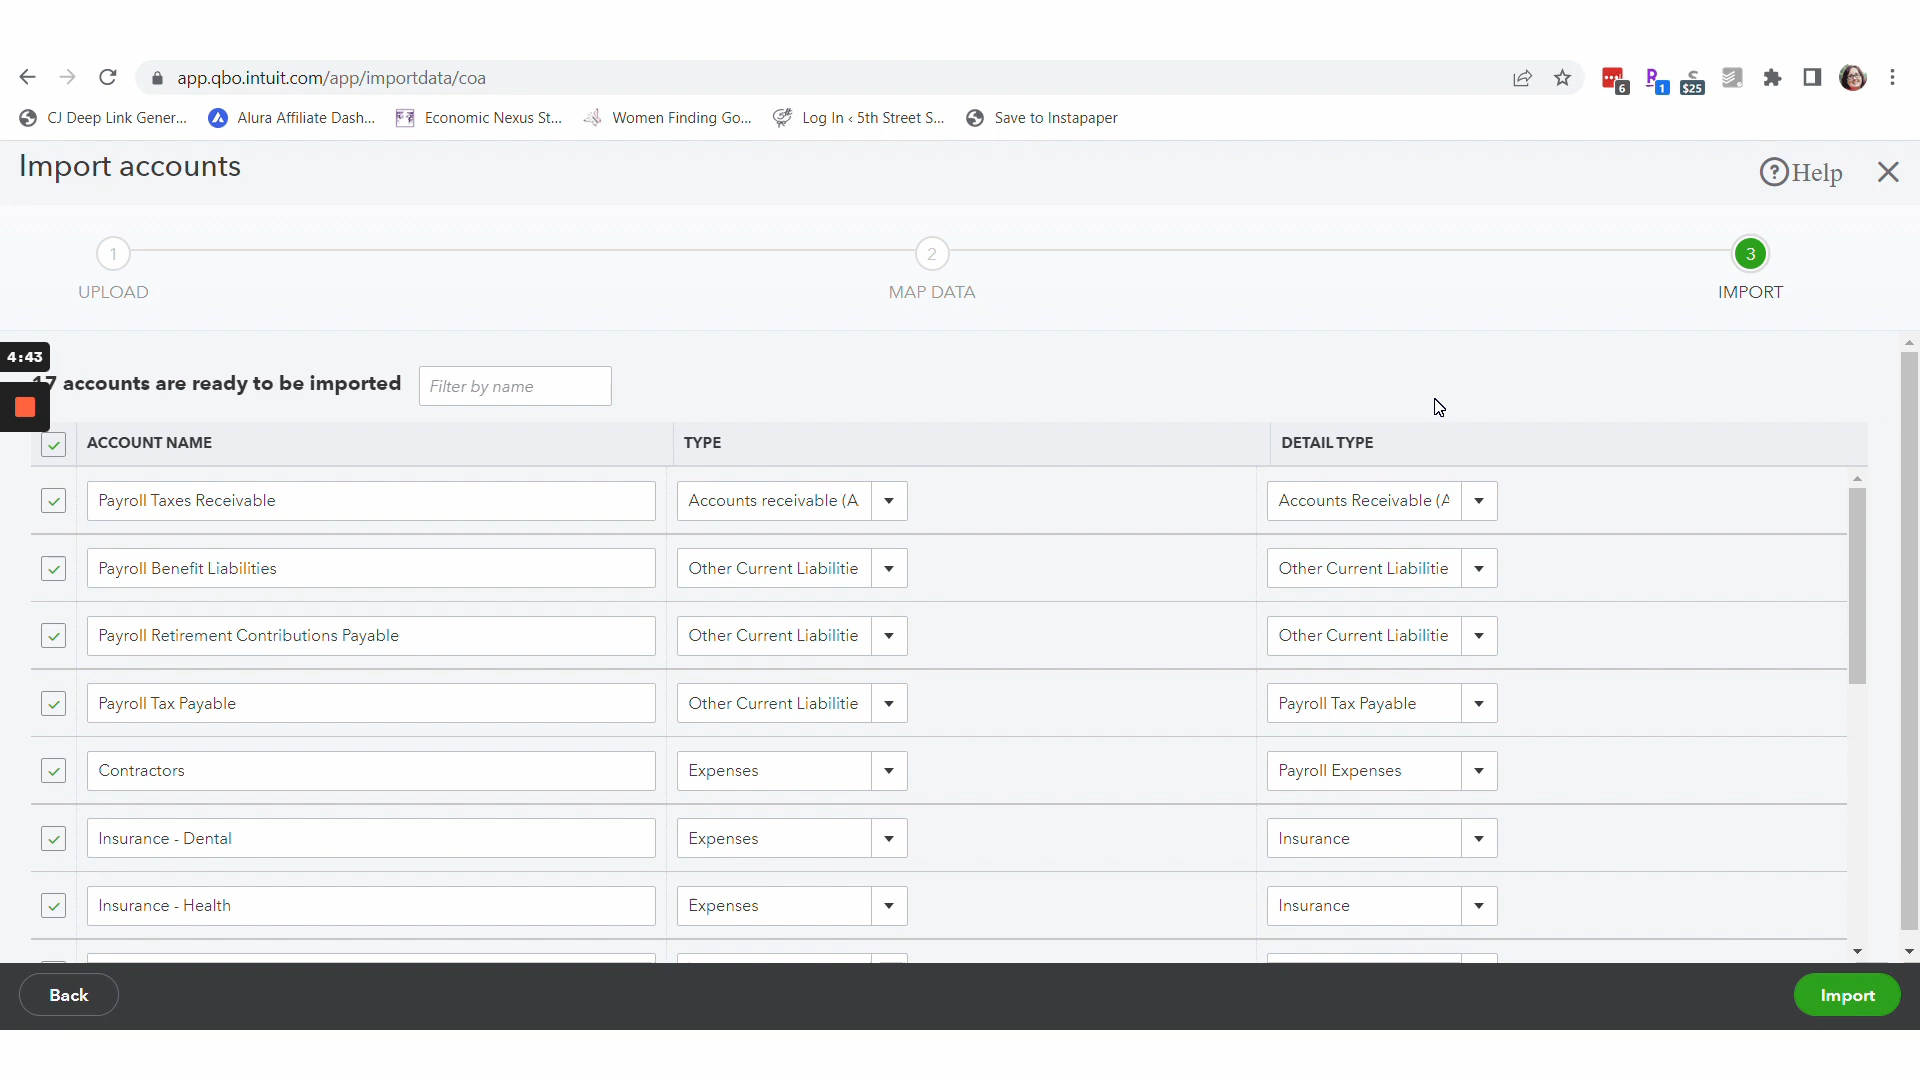 app.qbo.intuit.com/app/importdata/coa
6
1
$25
CJ Deep Link Gener...
Alura Affiliate Dash...
Economic Nexus St...
Women Finding Go...
Log In ‹ 5th Street S...
Save to Instapaper
Import accounts
? Help
1
2
3
UPLOAD
MAP DATA
IMPORT
4:43
17 accounts are ready to be imported
Filter by name
ACCOUNT NAME TYPE DETAIL TYPE
Payroll Taxes Receivable Accounts receivable (A Accounts Receivable (A
Payroll Benefit Liabilities Other Current Liabilitie Other Current Liabilitie
Payroll Retirement Contributions Payable Other Current Liabilitie Other Current Liabilitie
Payroll Tax Payable Other Current Liabilitie Payroll Tax Payable
Contractors Expenses Payroll Expenses
Insurance - Dental Expenses Insurance
Insurance - Health Expenses Insurance
Back
Import